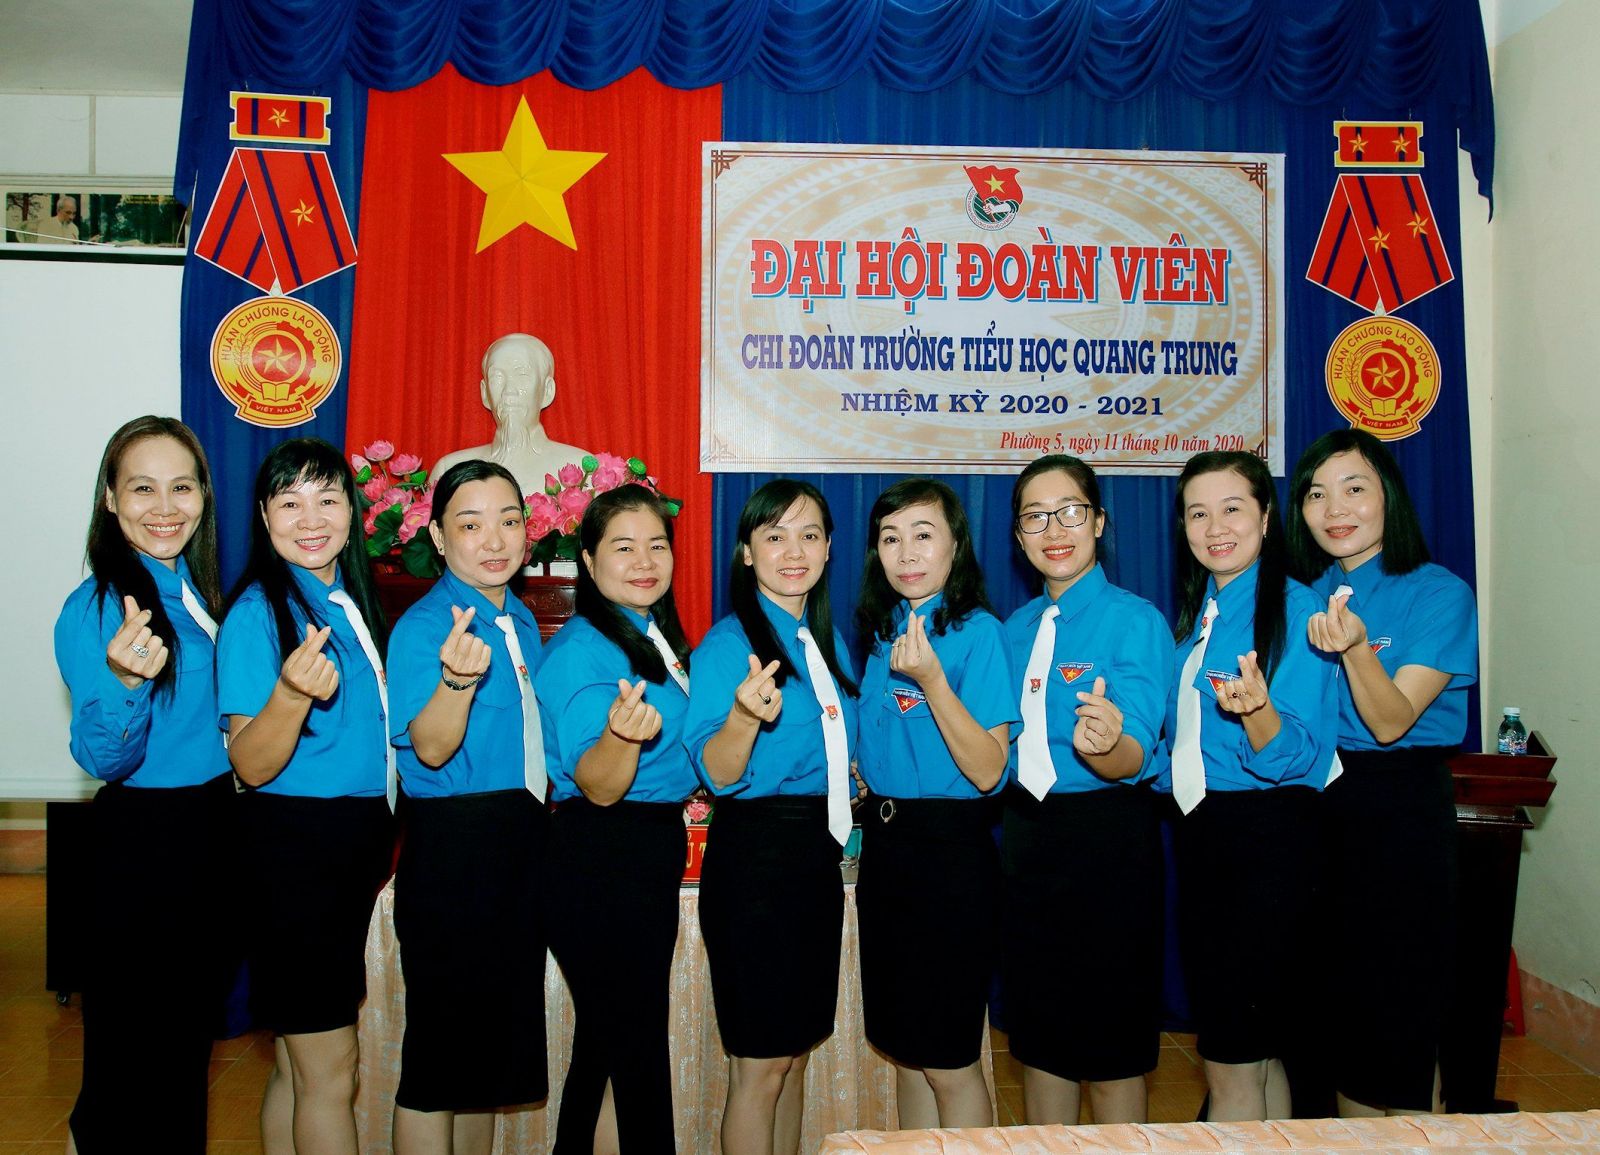 ĐẠI HỘI ĐOÀN VIÊN
CHI ĐOÀN TRƯỜNG TIỂU HỌC QUANG TRUNG
NHIỆM KỲ 2020 - 2021
Phường 5, ngày 11 tháng 10 năm 2020
HUÂN CHƯƠNG LAO ĐỘNG
VIỆT NAM
HUÂN CHƯƠNG LAO ĐỘNG
VIỆT NAM